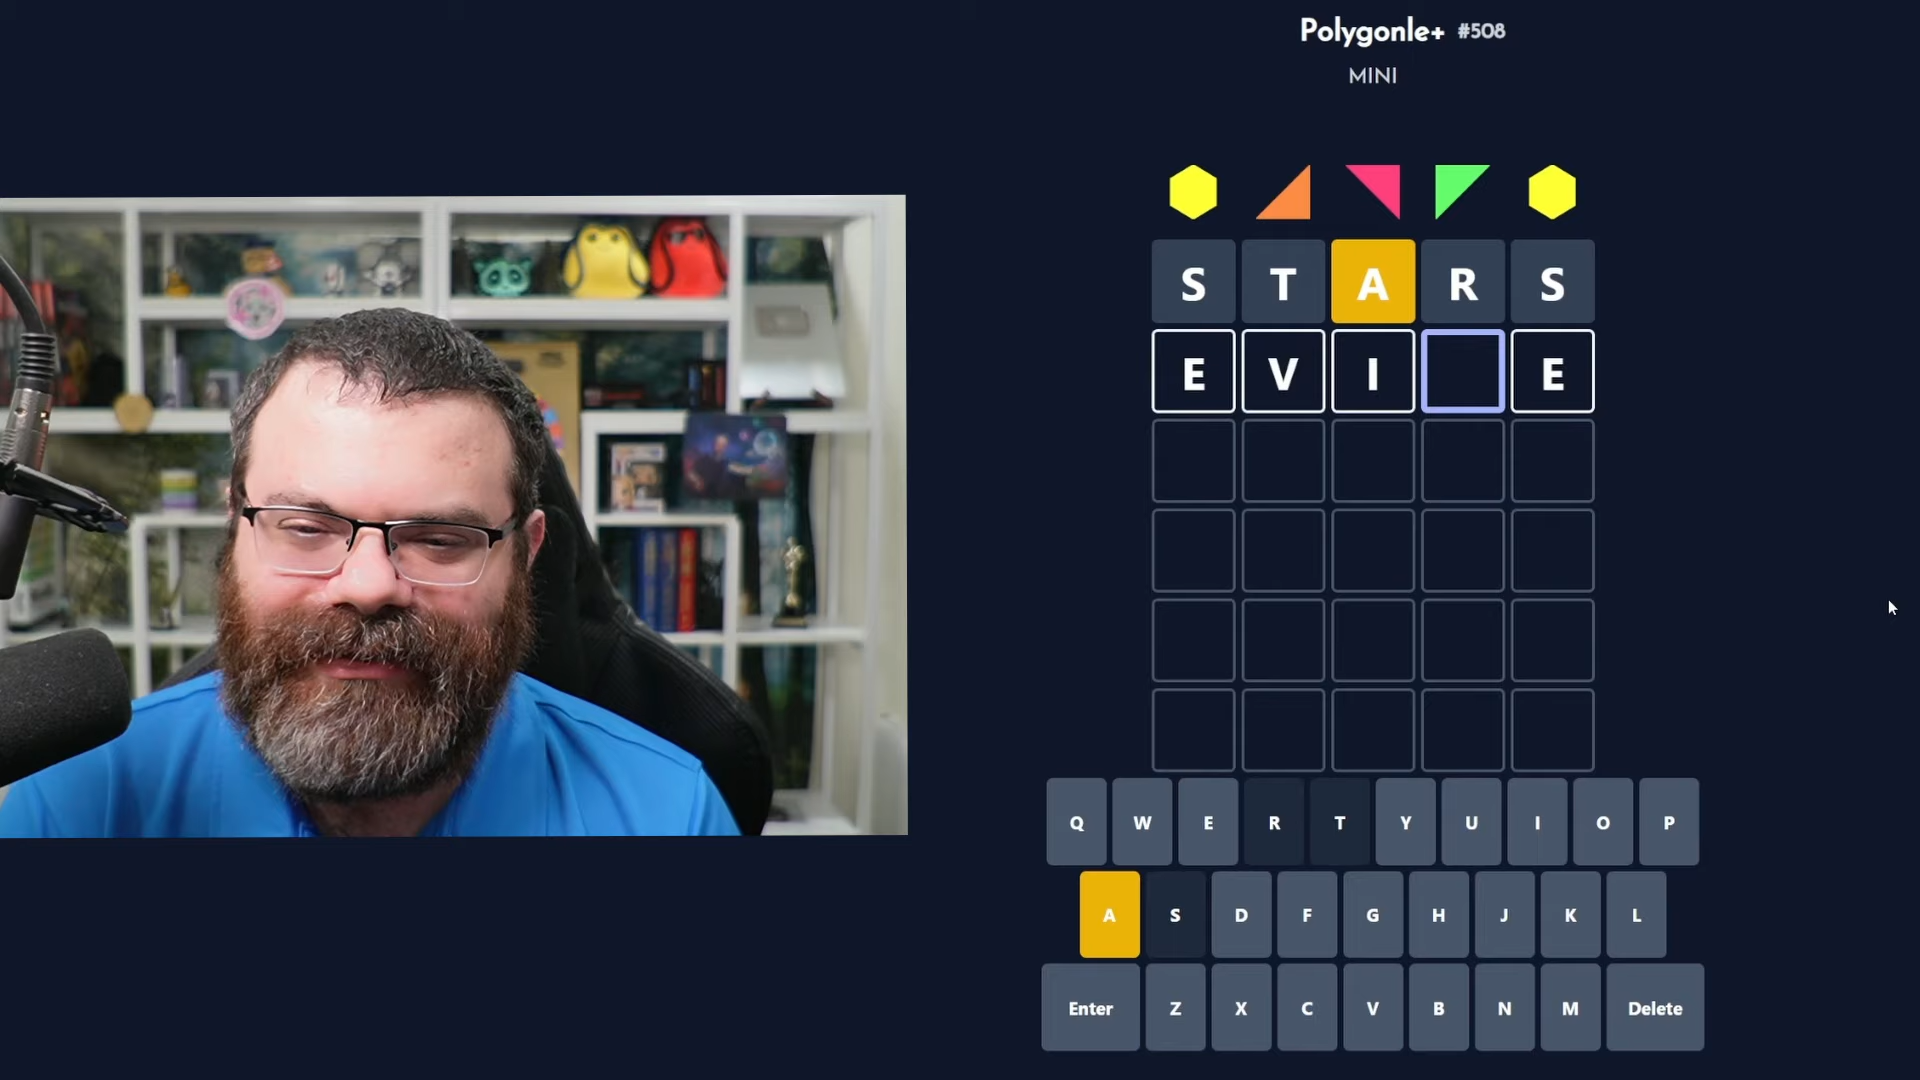 Polygonle+ #508
MINI
S T A R S
E V I E
Q W E R T Y U I O P
A S D F G H J K L
Enter Z X C V B N M Delete